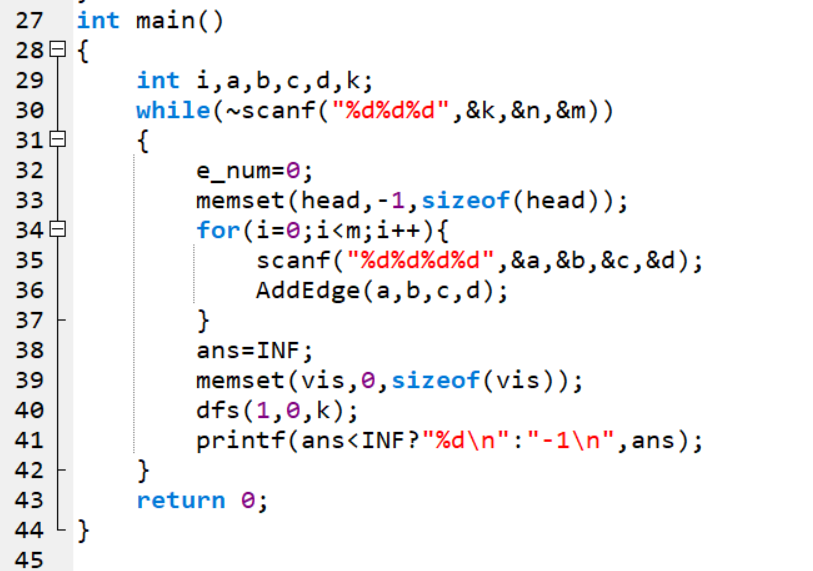 27 int main()
28 {
29     int i,a,b,c,d,k;
30     while(~scanf("%d%d%d",&k,&n,&m))
31     {
32         e_num=0;
33         memset(head,-1,sizeof(head));
34         for(i=0;i<m;i++){
35             scanf("%d%d%d%d",&a,&b,&c,&d);
36             AddEdge(a,b,c,d);
37         }
38         ans=INF;
39         memset(vis,0,sizeof(vis));
40         dfs(1,0,k);
41         printf(ans<INF?"%d\n":"-1\n",ans);
42     }
43     return 0;
44 }
45